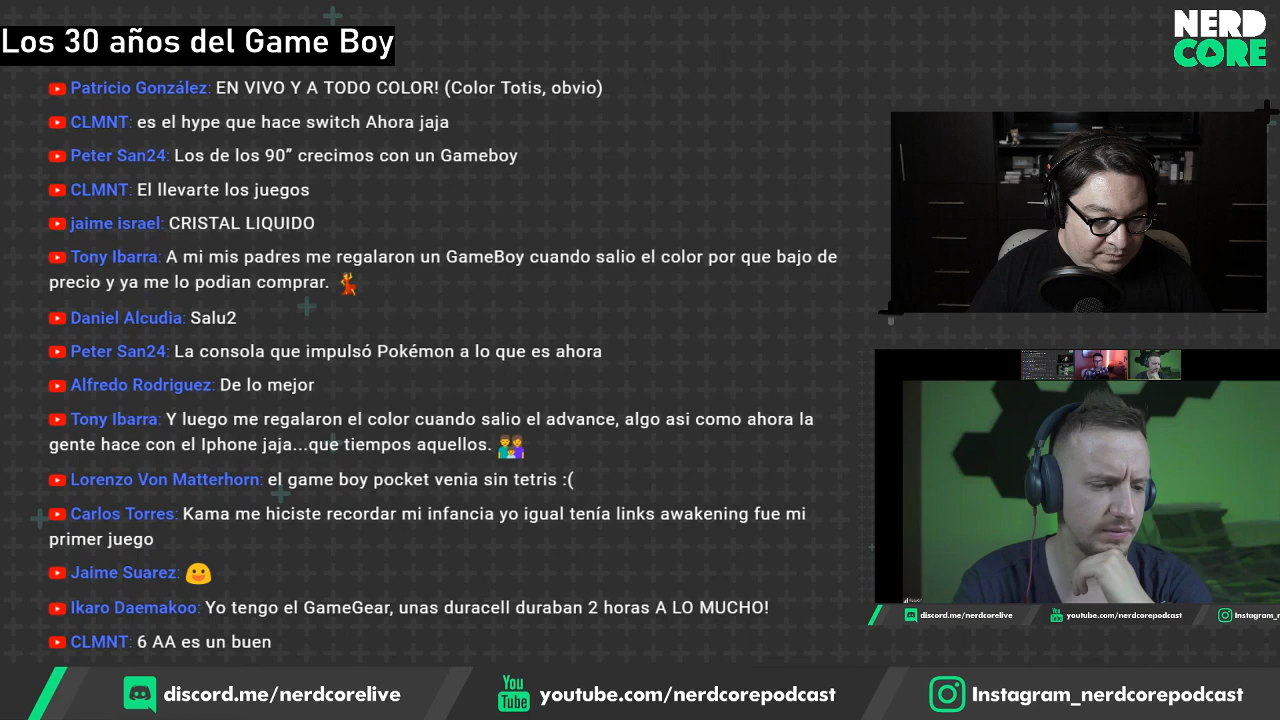 Los 30 años del Game Boy
NERD
CORE
Patricio González: EN VIVO Y A TODO COLOR! (Color Totis, obvio)
CLMNT: es el hype que hace switch Ahora jaja
Peter San24: Los de los 90” crecimos con un Gameboy
CLMNT: El llevarte los juegos
jaime israel: CRISTAL LIQUIDO
Tony Ibarra: A mi mis padres me regalaron un GameBoy cuando salio el color por que bajo de
precio y ya me lo podian comprar.
Daniel Alcudia: Salu2
Peter San24: La consola que impulsó Pokémon a lo que es ahora
Alfredo Rodriguez: De lo mejor
Tony Ibarra: Y luego me regalaron el color cuando salio el advance, algo asi como ahora la
gente hace con el Iphone jaja...que tiempos aquellos.
Lorenzo Von Matterhorn: el game boy pocket venia sin tetris :(
Carlos Torres: Kama me hiciste recordar mi infancia yo igual tenía links awakening fue mi
primer juego
Jaime Suarez:
Ikaro Daemakoo: Yo tengo el GameGear, unas duracell duraban 2 horas A LO MUCHO!
CLMNT: 6 AA es un buen
discord.me/nerdcorelive
You Tube youtube.com/nerdcorepodcast
Instagram_n
discord.me/nerdcorelive
You Tube youtube.com/nerdcorepodcast
Instagram_nerdcorepodcast